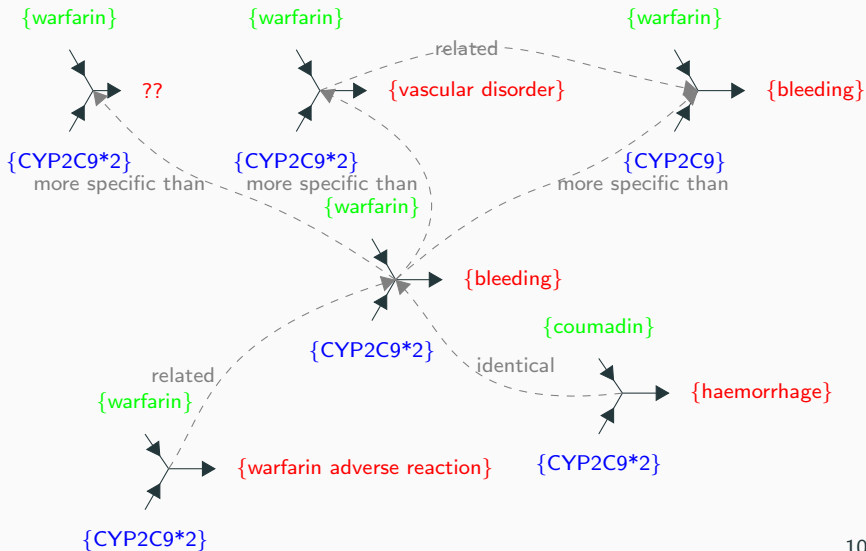 {warfarin}
{warfarin}
{warfarin}
related
??
{vascular disorder}
{bleeding}
{CYP2C9*2}
{CYP2C9*2}
{CYP2C9}
more specific than
more specific than
more specific than
{warfarin}
{bleeding}
{CYP2C9*2}
{coumadin}
identical
related
{warfarin}
{haemorrhage}
{CYP2C9*2}
{warfarin adverse reaction}
{CYP2C9*2}
10